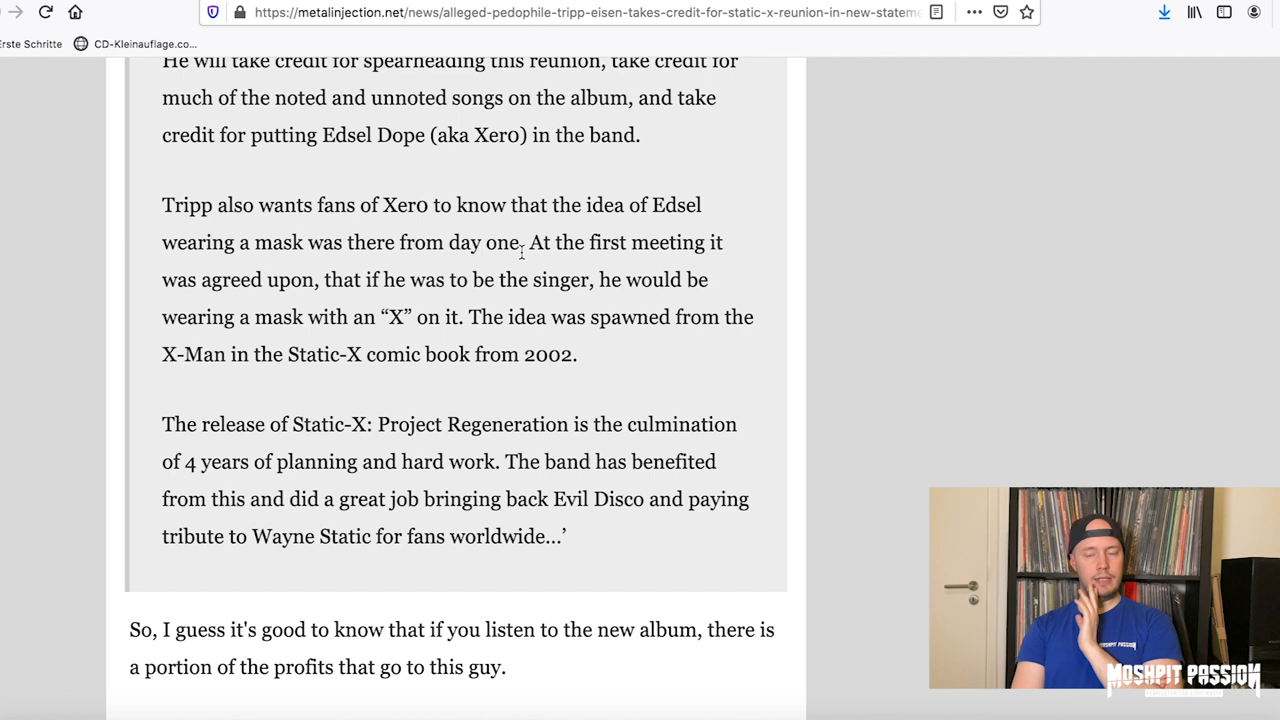 https://metalinjection.net/news/alleged-pedophile-tripp-eisen-takes-credit-for-static-x-reunion-in-new-stateme
Erste Schritte CD-Kleinauflage.co...
He will take credit for spearheading this reunion, take credit for
much of the noted and unnoted songs on the album, and take
credit for putting Edsel Dope (aka Xer0) in the band.
Tripp also wants fans of Xer0 to know that the idea of Edsel
wearing a mask was there from day one. At the first meeting it
was agreed upon, that if he was to be the singer, he would be
wearing a mask with an “X” on it. The idea was spawned from the
X-Man in the Static-X comic book from 2002.
The release of Static-X: Project Regeneration is the culmination
of 4 years of planning and hard work. The band has benefited
from this and did a great job bringing back Evil Disco and paying
tribute to Wayne Static for fans worldwide...’
So, I guess it's good to know that if you listen to the new album, there is
a portion of the profits that go to this guy.
MOSHPIT PASSION